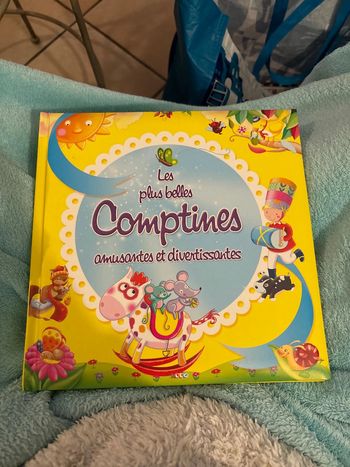 Les
plus belles
Comptines
amusantes et divertissantes